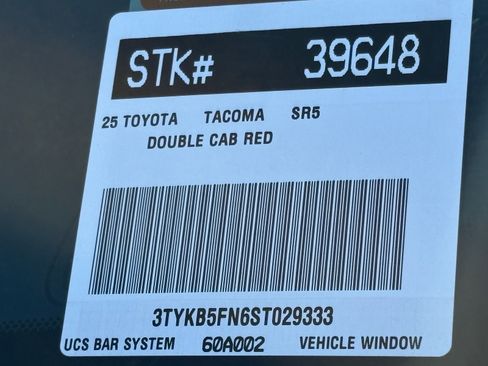 STK# 39648
25 TOYOTA TACOMA SR5
DOUBLE CAB RED
3TYKB5FN6ST029333
UCS BAR SYSTEM 60A002 VEHICLE WINDOW